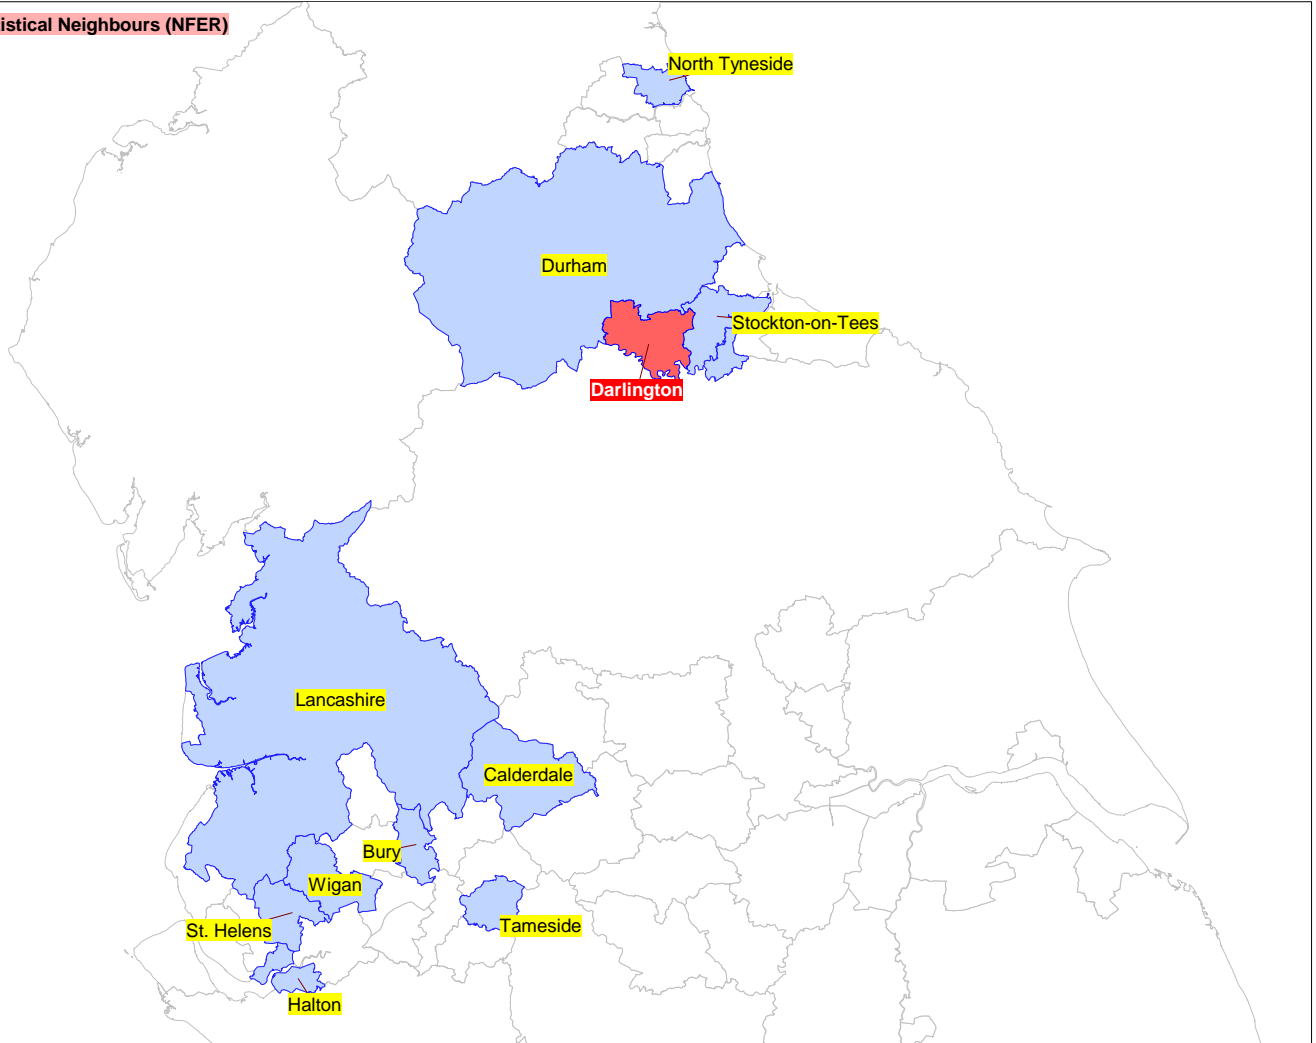 istical Neighbours (NFER)
North Tyneside
Durham
Stockton-on-Tees
Darlington
Lancashire
Calderdale
Bury
Wigan
St. Helens
Tameside
Halton